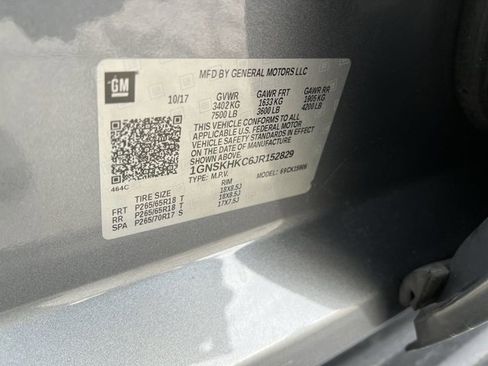 GM
MFD BY GENERAL MOTORS LLC
10/17
GVWR GAWR FRT GAWR RR
3402 KG 1633 KG 1905 KG
7500 LB 3600 LB 4200 LB
THIS VEHICLE CONFORMS TO ALL
APPLICABLE U.S. FEDERAL MOTOR
VEHICLE SAFETY STANDARDS IN EFFECT
ON THE DATE OF MANUFACTURE
SHOWN ABOVE.
1GNSKHKC6JR152829
TYPE: M.P.V.
464C
TIRE SIZE RIM
FRT P265/65R18 T 18X8.5J
RR P265/65R18 T 18X8.5J
SPA P265/70R17 S 17X7.5J